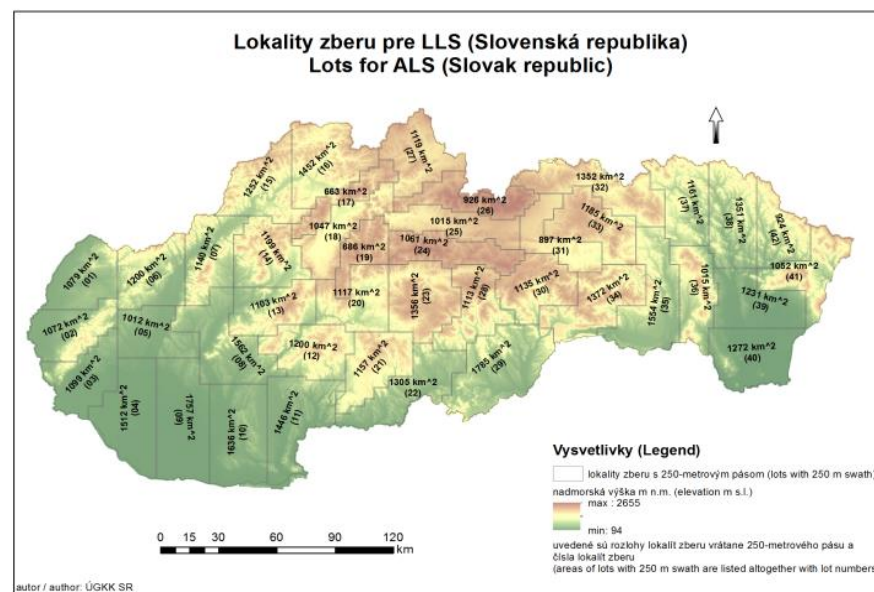 Lokality zberu pre LLS (Slovenská republika)
Lots for ALS (Slovak republic)
1119 km^2
(27)
1452 km^2
(16)
1252 km^2
(15)
663 km^2
(17)
926 km^2
(26)
1352 km^2
(32)
1161 km^2
(37)
1351 km^2
(38)
924 km^2
(42)
1185 km^2
(33)
1015 km^2
(25)
1047 km^2
(18)
1199 km^2
(14)
1140 km^2
(07)
686 km^2
(19)
1061 km^2
(24)
897 km^2
(31)
1079 km^2
(01)
1200 km^2
(06)
1052 km^2
(41)
1015 km^2
(36)
1231 km^2
(39)
1103 km^2
(13)
1117 km^2
(20)
1356 km^2
(23)
1113 km^2
(28)
1135 km^2
(30)
1372 km^2
(34)
1554 km^2
(35)
1072 km^2
(02)
1012 km^2
(05)
1562 km^2
(08)
1200 km^2
(12)
1157 km^2
(21)
1785 km^2
(29)
1272 km^2
(40)
1099 km^2
(03)
1305 km^2
(22)
1512 km^2
(04)
1757 km^2
(09)
1636 km^2
(10)
1446 km^2
(11)
Vysvetlivky (Legend)
lokality zberu s 250-metrovým pásom (lots with 250 m swath)
nadmorská výška m n.m. (elevation m s.l.)
max : 2655
min: 94
uvedené sú rozlohy lokalít zberu vrátane 250-metrového pásu a
čísla lokalít zberu
(areas of lots with 250 m swath are listed altogether with lot numbers
0 15 30 60 90 120
km
autor / author: ÚGKK SR